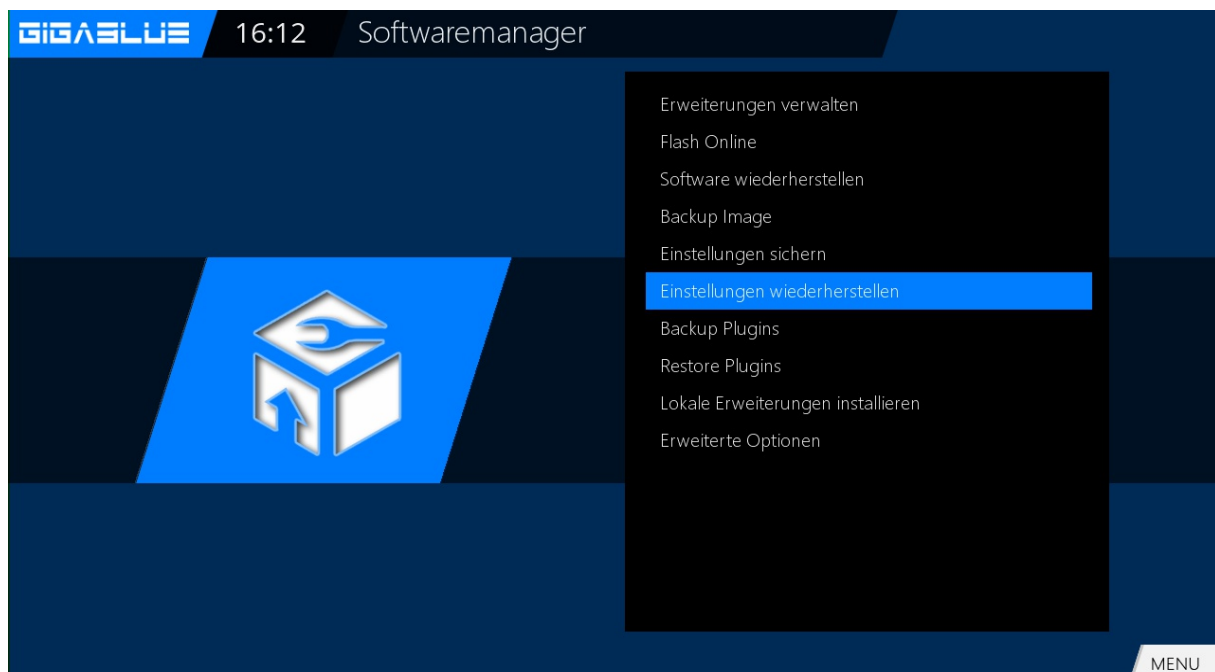 GIGABLUE 16:12 Softwaremanager
Erweiterungen verwalten
Flash Online
Software wiederherstellen
Backup Image
Einstellungen sichern
Einstellungen wiederherstellen
Backup Plugins
Restore Plugins
Lokale Erweiterungen installieren
Erweiterte Optionen
MENU